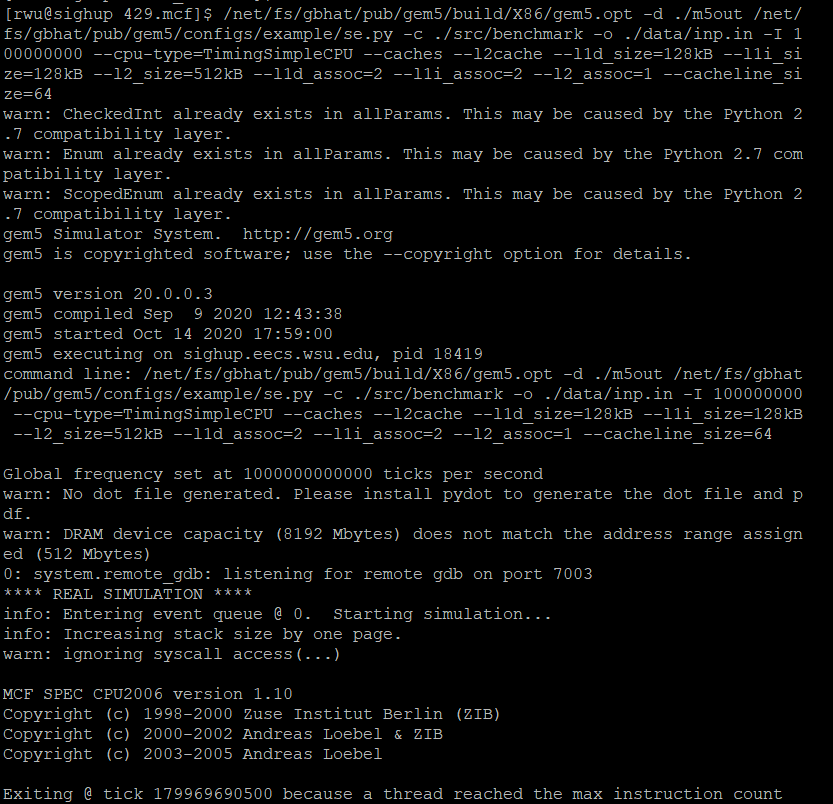 [rwu@sighup 429.mcf]$ /net/fs/gbhat/pub/gem5/build/X86/gem5.opt -d ./m5out /net/
fs/gbhat/pub/gem5/configs/example/se.py -c ./src/benchmark -o ./data/inp.in -I 1
00000000 --cpu-type=TimingSimpleCPU --caches --l2cache --l1d_size=128kB --l1i_si
ze=128kB --l2_size=512kB --l1d_assoc=2 --l1i_assoc=2 --l2_assoc=1 --cacheline_si
ze=64
warn: CheckedInt already exists in allParams. This may be caused by the Python 2
.7 compatibility layer.
warn: Enum already exists in allParams. This may be caused by the Python 2.7 com
patibility layer.
warn: ScopedEnum already exists in allParams. This may be caused by the Python 2
.7 compatibility layer.
gem5 Simulator System.  http://gem5.org
gem5 is copyrighted software; use the --copyright option for details.

gem5 version 20.0.0.3
gem5 compiled Sep  9 2020 12:43:38
gem5 started Oct 14 2020 17:59:00
gem5 executing on sighup.eecs.wsu.edu, pid 18419
command line: /net/fs/gbhat/pub/gem5/build/X86/gem5.opt -d ./m5out /net/fs/gbhat
/pub/gem5/configs/example/se.py -c ./src/benchmark -o ./data/inp.in -I 100000000
 --cpu-type=TimingSimpleCPU --caches --l2cache --l1d_size=128kB --l1i_size=128kB
 --l2_size=512kB --l1d_assoc=2 --l1i_assoc=2 --l2_assoc=1 --cacheline_size=64

Global frequency set at 1000000000000 ticks per second
warn: No dot file generated. Please install pydot to generate the dot file and p
df.
warn: DRAM device capacity (8192 Mbytes) does not match the address range assign
ed (512 Mbytes)
0: system.remote_gdb: listening for remote gdb on port 7003
**** REAL SIMULATION ****
info: Entering event queue @ 0.  Starting simulation...
info: Increasing stack size by one page.
warn: ignoring syscall access(...)

MCF SPEC CPU2006 version 1.10
Copyright (c) 1998-2000 Zuse Institut Berlin (ZIB)
Copyright (c) 2000-2002 Andreas Loebel & ZIB
Copyright (c) 2003-2005 Andreas Loebel

Exiting @ tick 179969690500 because a thread reached the max instruction count